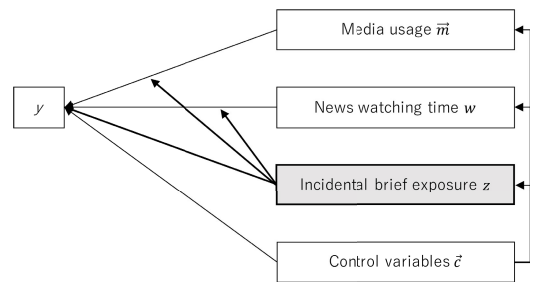 Media usage m⃗
y
News watching time w
Incidental brief exposure z
Control variables c⃗